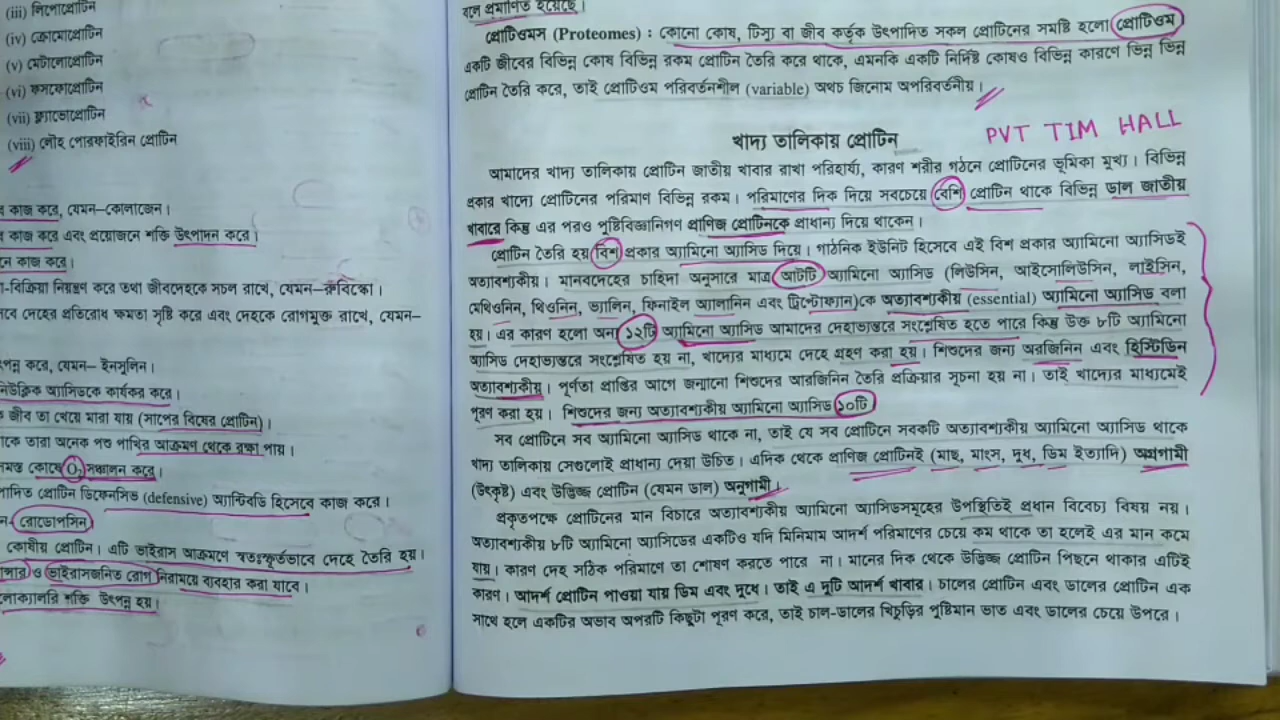 (iii) লিপোপ্রোটিন
(iv) ক্রোমোপ্রোটিন
(v) মেটালোপ্রোটিন
(vi) ফসফোপ্রোটিন
(vii) ফ্ল্যাভোপ্রোটিন
(viii) লৌহ পোরফাইরিন প্রোটিন
কাজ করে, যেমন–কোলাজেন।
কাজ করে এবং প্রয়োজনে শক্তি উৎপাদন করে।
কাজ করে।
-বিক্রিয়া নিয়ন্ত্রণ করে তথা জীবদেহকে সচল রাখে, যেমন–রুবিস্কো।
দেহের প্রতিরোধ ক্ষমতা সৃষ্টি করে এবং দেহকে রোগমুক্ত রাখে, যেমন–
করে, যেমন– ইনসুলিন।
নিউক্লিক অ্যাসিডকে কার্যকর করে।
জীব তা খেয়ে মারা যায় (সাপের বিষের প্রোটিন)।
তারা অনেক পশু পাখির আক্রমণ থেকে রক্ষা পায়।
কোষে O₂ সঞ্চালন করে।
প্রোটিন ডিফেনসিভ (defensive) অ্যান্টিবডি হিসেবে কাজ করে।
রোডোপসিন
কোষীয় প্রোটিন। এটি ভাইরাস আক্রমণে স্বতঃস্ফূর্তভাবে দেহে তৈরি হয়।
ও ভাইরাসজনিত রোগ নিরাময়ে ব্যবহার করা যাবে।
শক্তি উৎপন্ন হয়।
বলে প্রমাণিত হয়েছে।
প্রোটিওমস (Proteomes) : কোনো কোষ, টিস্যু বা জীব কর্তৃক উৎপাদিত সকল প্রোটিনের সমষ্টি হলো প্রোটিওম
একটি জীবের বিভিন্ন কোষ বিভিন্ন রকম প্রোটিন তৈরি করে থাকে, এমনকি একটি নির্দিষ্ট কোষও বিভিন্ন কারণে ভিন্ন ভিন্ন
প্রোটিন তৈরি করে, তাই প্রোটিওম পরিবর্তনশীল (variable) অথচ জিনোম অপরিবর্তনীয়।
খাদ্য তালিকায় প্রোটিন
PVT TIM HALL
আমাদের খাদ্য তালিকায় প্রোটিন জাতীয় খাবার রাখা পরিহার্য্য, কারণ শরীর গঠনে প্রোটিনের ভূমিকা মুখ্য। বিভিন্ন
প্রকার খাদ্যে প্রোটিনের পরিমাণ বিভিন্ন রকম। পরিমাণের দিক দিয়ে সবচেয়ে বেশি প্রোটিন থাকে বিভিন্ন ডাল জাতীয়
খাবারে কিন্তু এর পরও পুষ্টিবিজ্ঞানিগণ প্রাণিজ প্রোটিনকে প্রাধান্য দিয়ে থাকেন।
প্রোটিন তৈরি হয় বিশ প্রকার অ্যামিনো অ্যাসিড দিয়ে। গাঠনিক ইউনিট হিসেবে এই বিশ প্রকার অ্যামিনো অ্যাসিডই
অত্যাবশ্যকীয়। মানবদেহের চাহিদা অনুসারে মাত্র আটটি অ্যামিনো অ্যাসিড (লিউসিন, আইসোলিউসিন, লাইসিন,
মেথিওনিন, থিওনিন, ভ্যালিন, ফিনাইল অ্যালানিন এবং ট্রিপ্টোফ্যান)কে অত্যাবশ্যকীয় (essential) অ্যামিনো অ্যাসিড বলা
হয়। এর কারণ হলো অন্য ১২টি অ্যামিনো অ্যাসিড আমাদের দেহাভ্যন্তরে সংশ্লেষিত হতে পারে কিন্তু উক্ত ৮টি অ্যামিনো
অ্যাসিড দেহাভ্যন্তরে সংশ্লেষিত হয় না, খাদ্যের মাধ্যমে দেহে গ্রহণ করা হয়। শিশুদের জন্য অরজিনিন এবং হিস্টিডিন
অত্যাবশ্যকীয়। পূর্ণতা প্রাপ্তির আগে জন্মানো শিশুদের আরজিনিন তৈরি প্রক্রিয়ার সূচনা হয় না। তাই খাদ্যের মাধ্যমেই
পূরণ করা হয়। শিশুদের জন্য অত্যাবশ্যকীয় অ্যামিনো অ্যাসিড ১০টি
সব প্রোটিনে সব অ্যামিনো অ্যাসিড থাকে না, তাই যে সব প্রোটিনে সবকটি অত্যাবশ্যকীয় অ্যামিনো অ্যাসিড থাকে
খাদ্য তালিকায় সেগুলোই প্রাধান্য দেয়া উচিত। এদিক থেকে প্রাণিজ প্রোটিনই (মাছ, মাংস, দুধ, ডিম ইত্যাদি) অগ্রগামী
(উৎকৃষ্ট) এবং উদ্ভিজ্জ প্রোটিন (যেমন ডাল) অনুগামী।
প্রকৃতপক্ষে প্রোটিনের মান বিচারে অত্যাবশ্যকীয় অ্যামিনো অ্যাসিডসমূহের উপস্থিতিই প্রধান বিবেচ্য বিষয় নয়।
অত্যাবশ্যকীয় ৮টি অ্যামিনো অ্যাসিডের একটিও যদি মিনিমাম আদর্শ পরিমাণের চেয়ে কম থাকে তা হলেই এর মান কমে
যায়। কারণ দেহ সঠিক পরিমাণে তা শোষণ করতে পারে না। মানের দিক থেকে উদ্ভিজ্জ প্রোটিন পিছনে থাকার এটিই
কারণ। আদর্শ প্রোটিন পাওয়া যায় ডিম এবং দুধে। তাই এ দুটি আদর্শ খাবার। চালের প্রোটিন এবং ডালের প্রোটিন এক
সাথে হলে একটির অভাব অপরটি কিছুটা পূরণ করে, তাই চাল-ডালের খিচুড়ির পুষ্টিমান ভাত এবং ডালের চেয়ে উপরে।